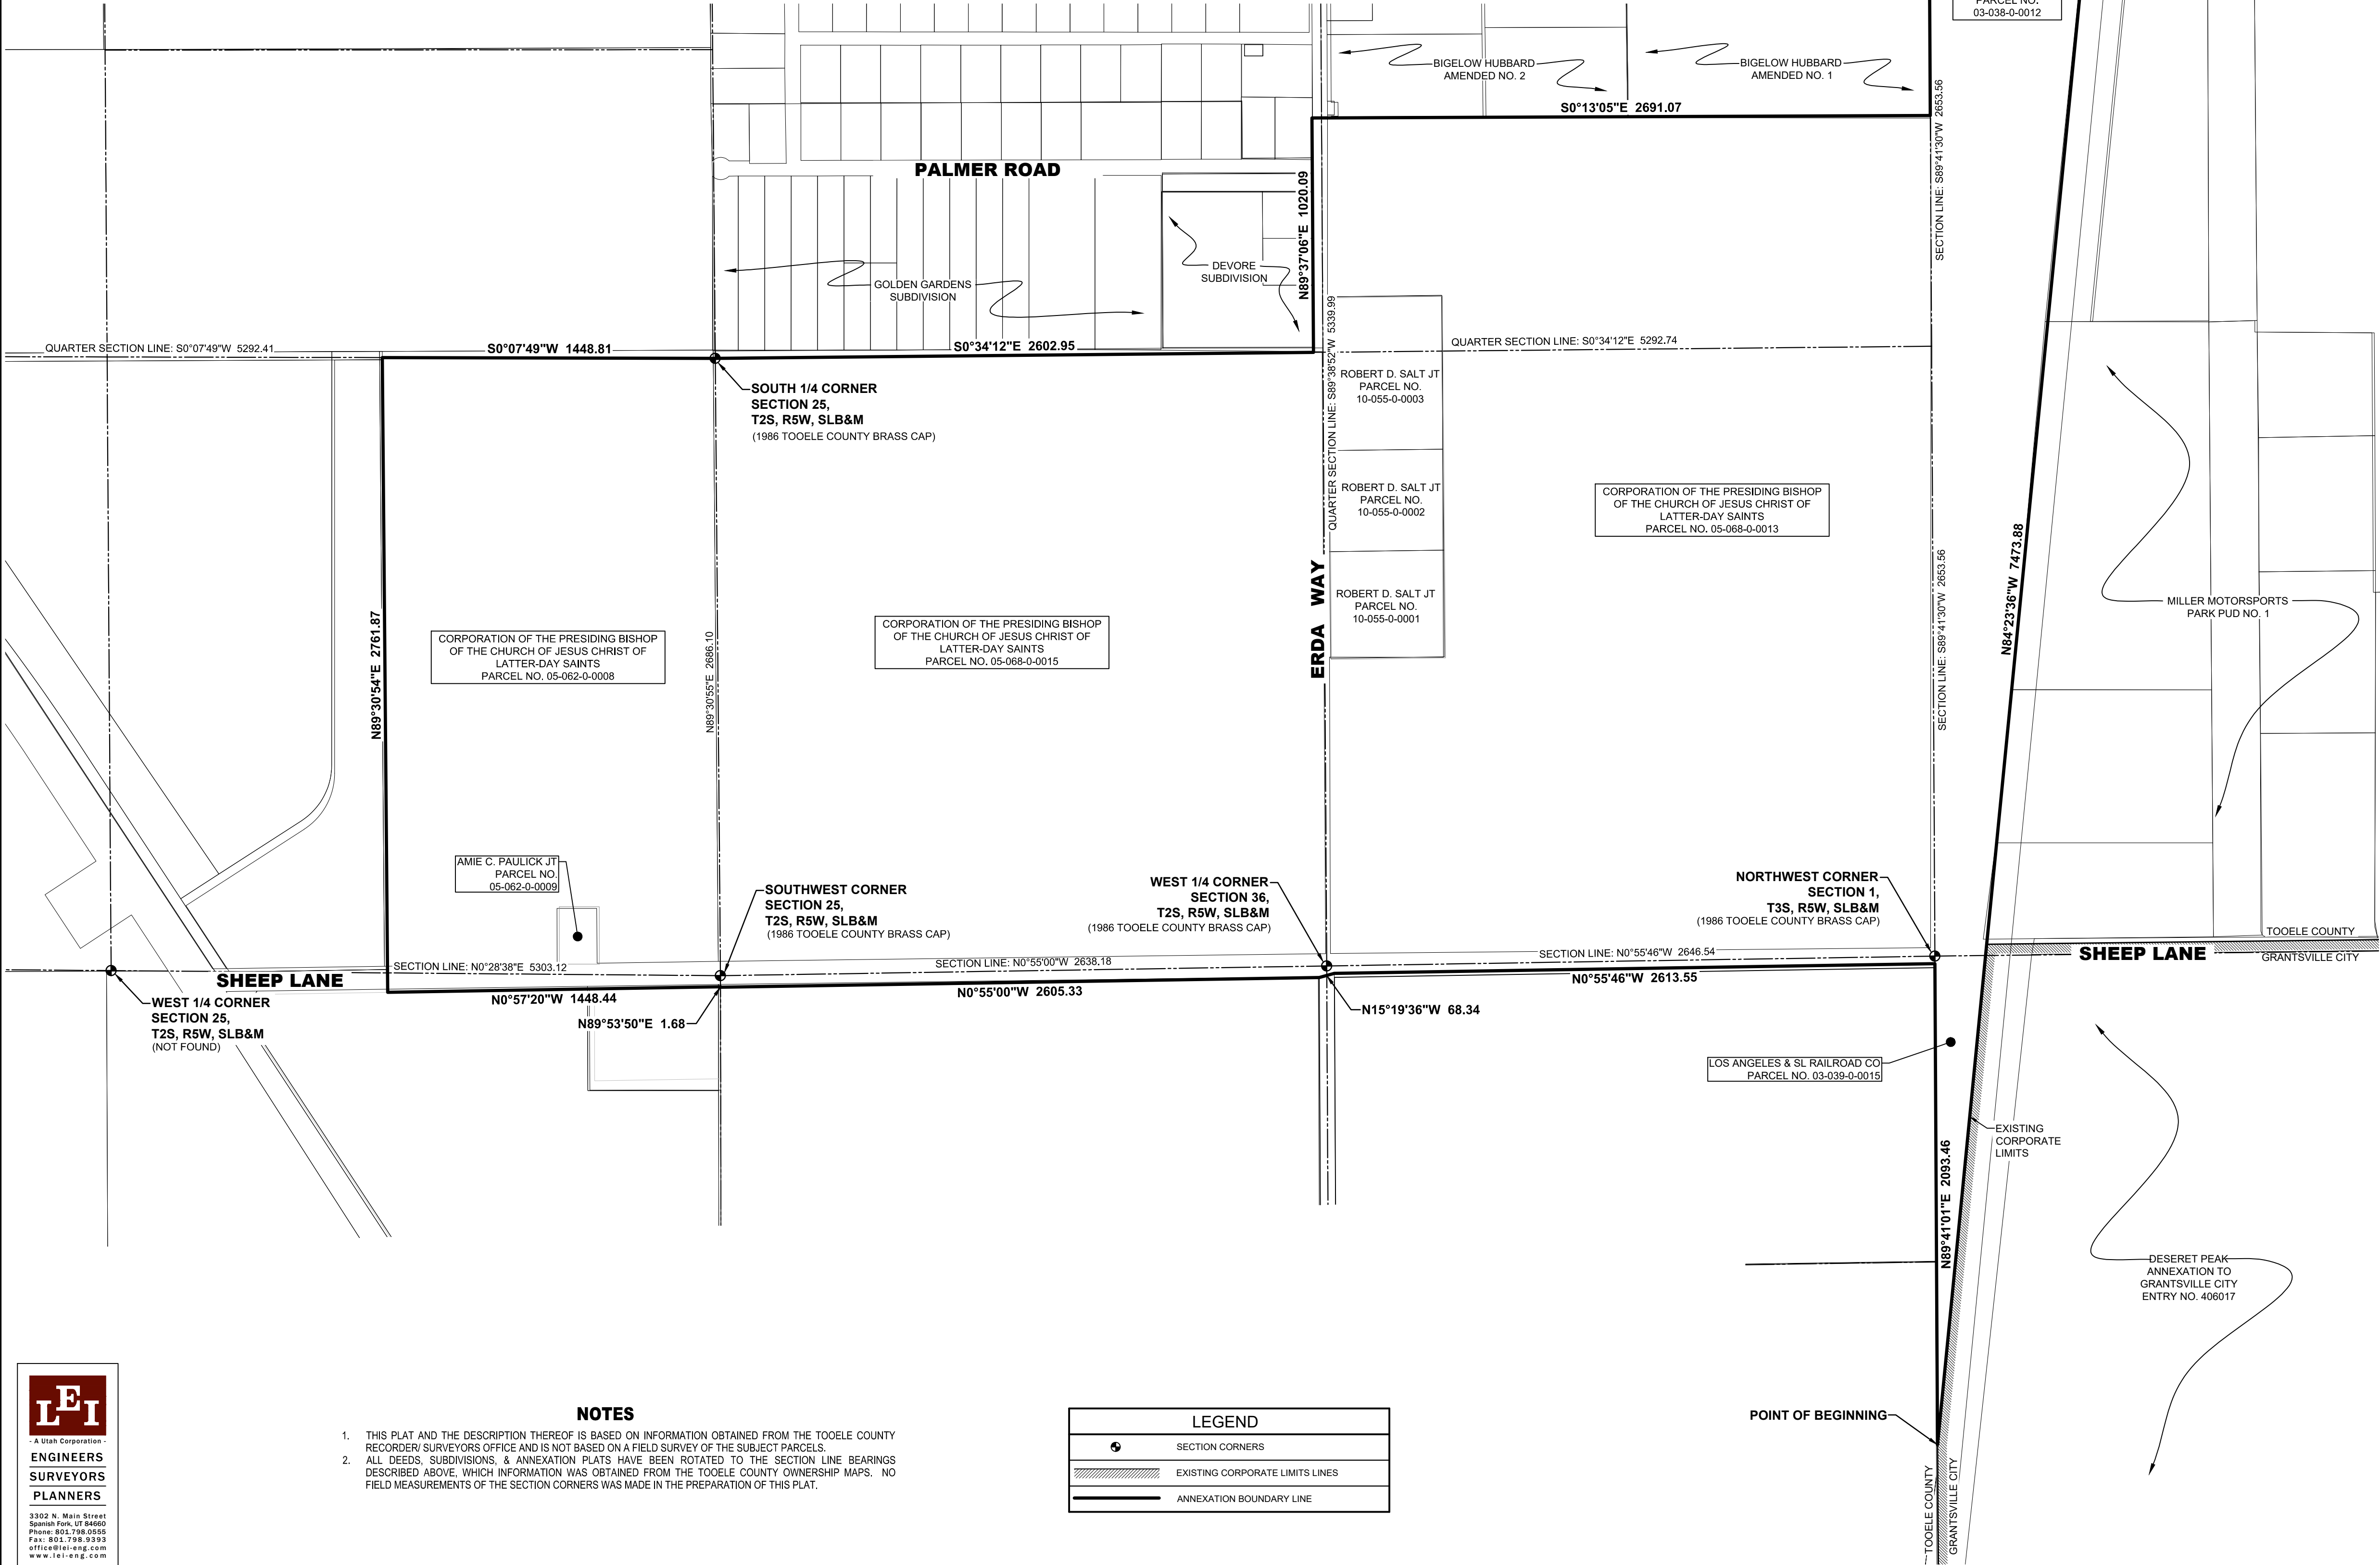 PARCEL NO.
03-038-0-0012
BIGELOW HUBBARD
AMENDED NO. 2
BIGELOW HUBBARD
AMENDED NO. 1
S0°13'05"E 2691.07
SECTION LINE: S89°41'30"W 2653.56
PALMER ROAD
N89°37'06"E 1020.09
DEVORE
SUBDIVISION
GOLDEN GARDENS
SUBDIVISION
QUARTER SECTION LINE: S0°07'49"W 5292.41
S0°07'49"W 1448.81
S0°34'12"E 2602.95
QUARTER SECTION LINE: S0°34'12"E 5292.74
QUARTER SECTION LINE: S89°38'52"W 5339.99
SOUTH 1/4 CORNER
SECTION 25,
T2S, R5W, SLB&M
(1986 TOOELE COUNTY BRASS CAP)
ROBERT D. SALT JT
PARCEL NO.
10-055-0-0003
ROBERT D. SALT JT
PARCEL NO.
10-055-0-0002
ROBERT D. SALT JT
PARCEL NO.
10-055-0-0001
CORPORATION OF THE PRESIDING BISHOP
OF THE CHURCH OF JESUS CHRIST OF
LATTER-DAY SAINTS
PARCEL NO. 05-068-0-0013
ERDA WAY
SECTION LINE: S89°41'30"W 2653.56
N84°23'36"W 7473.88
MILLER MOTORSPORTS
PARK PUD NO. 1
N89°30'54"E 2761.87
CORPORATION OF THE PRESIDING BISHOP
OF THE CHURCH OF JESUS CHRIST OF
LATTER-DAY SAINTS
PARCEL NO. 05-062-0-0008
N89°30'55"E 2686.10
CORPORATION OF THE PRESIDING BISHOP
OF THE CHURCH OF JESUS CHRIST OF
LATTER-DAY SAINTS
PARCEL NO. 05-068-0-0015
AMIE C. PAULICK JT
PARCEL NO.
05-062-0-0009
SOUTHWEST CORNER
SECTION 25,
T2S, R5W, SLB&M
(1986 TOOELE COUNTY BRASS CAP)
WEST 1/4 CORNER
SECTION 36,
T2S, R5W, SLB&M
(1986 TOOELE COUNTY BRASS CAP)
NORTHWEST CORNER
SECTION 1,
T3S, R5W, SLB&M
(1986 TOOELE COUNTY BRASS CAP)
SHEEP LANE
SECTION LINE: N0°28'38"E 5303.12
SECTION LINE: N0°55'00"W 2638.18
SECTION LINE: N0°55'46"W 2646.54
SHEEP LANE
TOOELE COUNTY
GRANTSVILLE CITY
WEST 1/4 CORNER
SECTION 25,
T2S, R5W, SLB&M
(NOT FOUND)
N0°57'20"W 1448.44
N89°53'50"E 1.68
N0°55'00"W 2605.33
N15°19'36"W 68.34
N0°55'46"W 2613.55
LOS ANGELES & SL RAILROAD CO
PARCEL NO. 03-039-0-0015
EXISTING
CORPORATE
LIMITS
N89°41'01"E 2093.46
DESERET PEAK
ANNEXATION TO
GRANTSVILLE CITY
ENTRY NO. 406017
POINT OF BEGINNING
TOOELE COUNTY
GRANTSVILLE CITY
LEI
- A Utah Corporation -
ENGINEERS
SURVEYORS
PLANNERS
3302 N. Main Street
Spanish Fork, UT 84660
Phone: 801.798.0555
Fax: 801.798.9393
office@lei-eng.com
www.lei-eng.com
NOTES
1. THIS PLAT AND THE DESCRIPTION THEREOF IS BASED ON INFORMATION OBTAINED FROM THE TOOELE COUNTY
RECORDER/ SURVEYORS OFFICE AND IS NOT BASED ON A FIELD SURVEY OF THE SUBJECT PARCELS.
2. ALL DEEDS, SUBDIVISIONS, & ANNEXATION PLATS HAVE BEEN ROTATED TO THE SECTION LINE BEARINGS
DESCRIBED ABOVE, WHICH INFORMATION WAS OBTAINED FROM THE TOOELE COUNTY OWNERSHIP MAPS. NO
FIELD MEASUREMENTS OF THE SECTION CORNERS WAS MADE IN THE PREPARATION OF THIS PLAT.
LEGEND
SECTION CORNERS
EXISTING CORPORATE LIMITS LINES
ANNEXATION BOUNDARY LINE